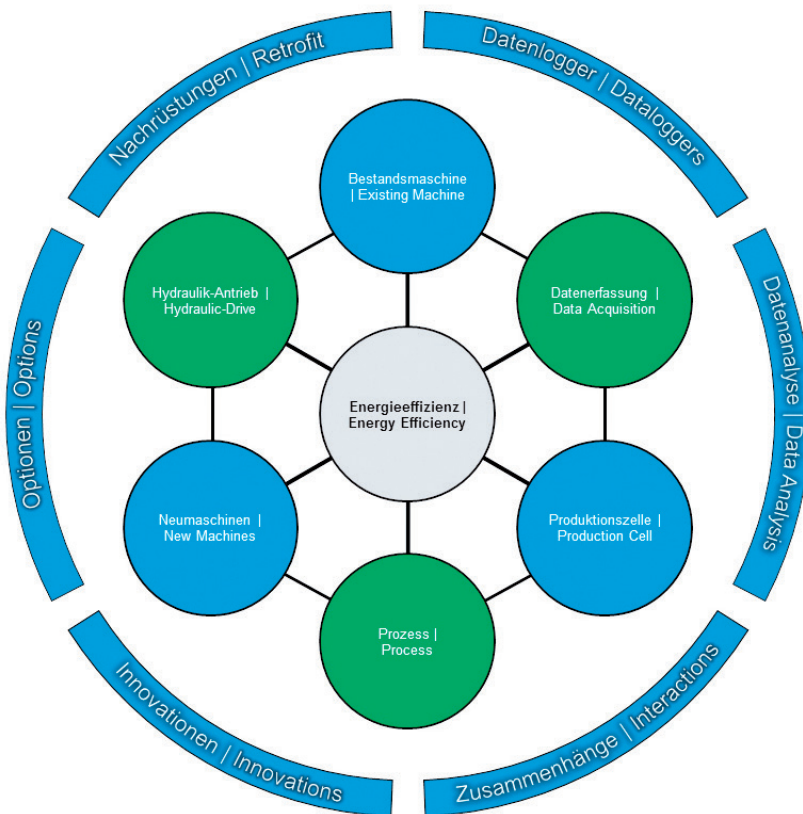 Nachrüstungen | Retrofit
Datenlogger | Dataloggers
Bestandsmaschine
| Existing Machine
Hydraulik-Antrieb |
Hydraulic-Drive
Datenerfassung |
Data Acquisition
Optionen | Options
Energieeffizienz |
Energy Efficiency
Datenanalyse | Data Analysis
Neumaschinen |
New Machines
Produktionszelle |
Production Cell
Prozess |
Process
Innovationen | Innovations
Zusammenhänge | Interactions